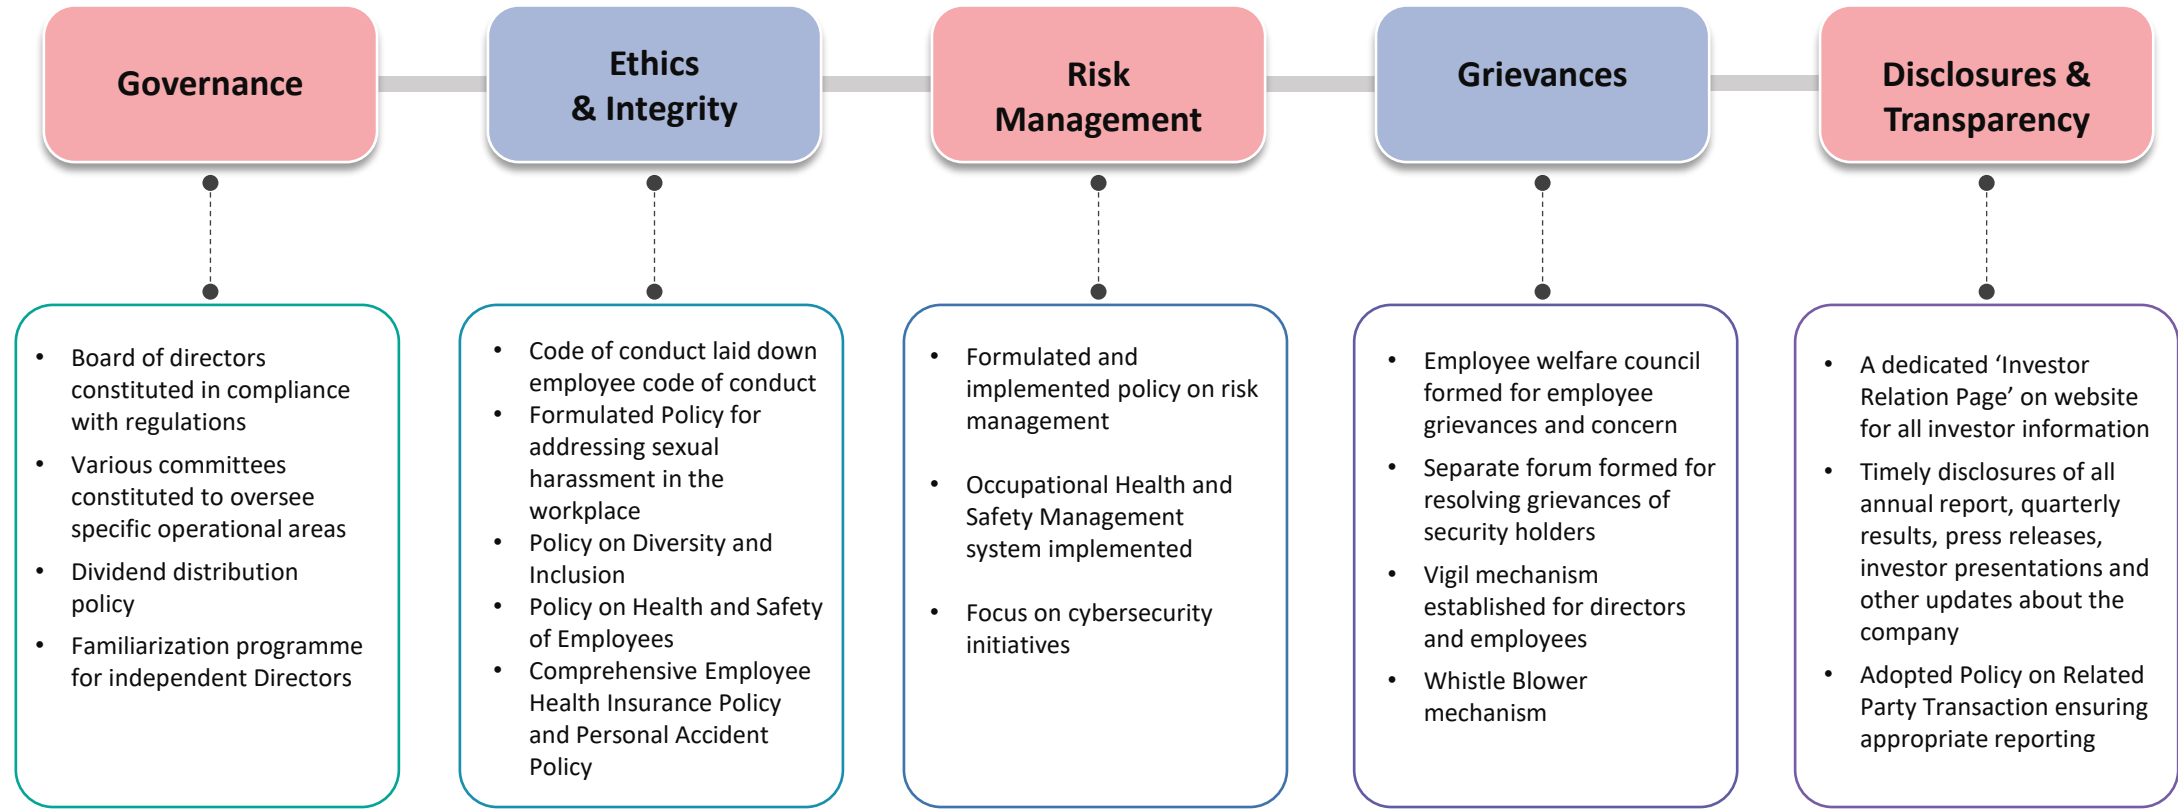 Governance
Ethics
& Integrity
Risk
Management
Grievances
Disclosures &
Transparency
• Board of directors
constituted in compliance
with regulations
• Various committees
constituted to oversee
specific operational areas
• Dividend distribution
policy
• Familiarization programme
for independent Directors
• Code of conduct laid down
employee code of conduct
• Formulated Policy for
addressing sexual
harassment in the
workplace
• Policy on Diversity and
Inclusion
• Policy on Health and Safety
of Employees
• Comprehensive Employee
Health Insurance Policy
and Personal Accident
Policy
• Formulated and
implemented policy on risk
management
• Occupational Health and
Safety Management
system implemented
• Focus on cybersecurity
initiatives
• Employee welfare council
formed for employee
grievances and concern
• Separate forum formed for
resolving grievances of
security holders
• Vigil mechanism
established for directors
and employees
• Whistle Blower
mechanism
• A dedicated ‘Investor
Relation Page’ on website
for all investor information
• Timely disclosures of all
annual report, quarterly
results, press releases,
investor presentations and
other updates about the
company
• Adopted Policy on Related
Party Transaction ensuring
appropriate reporting